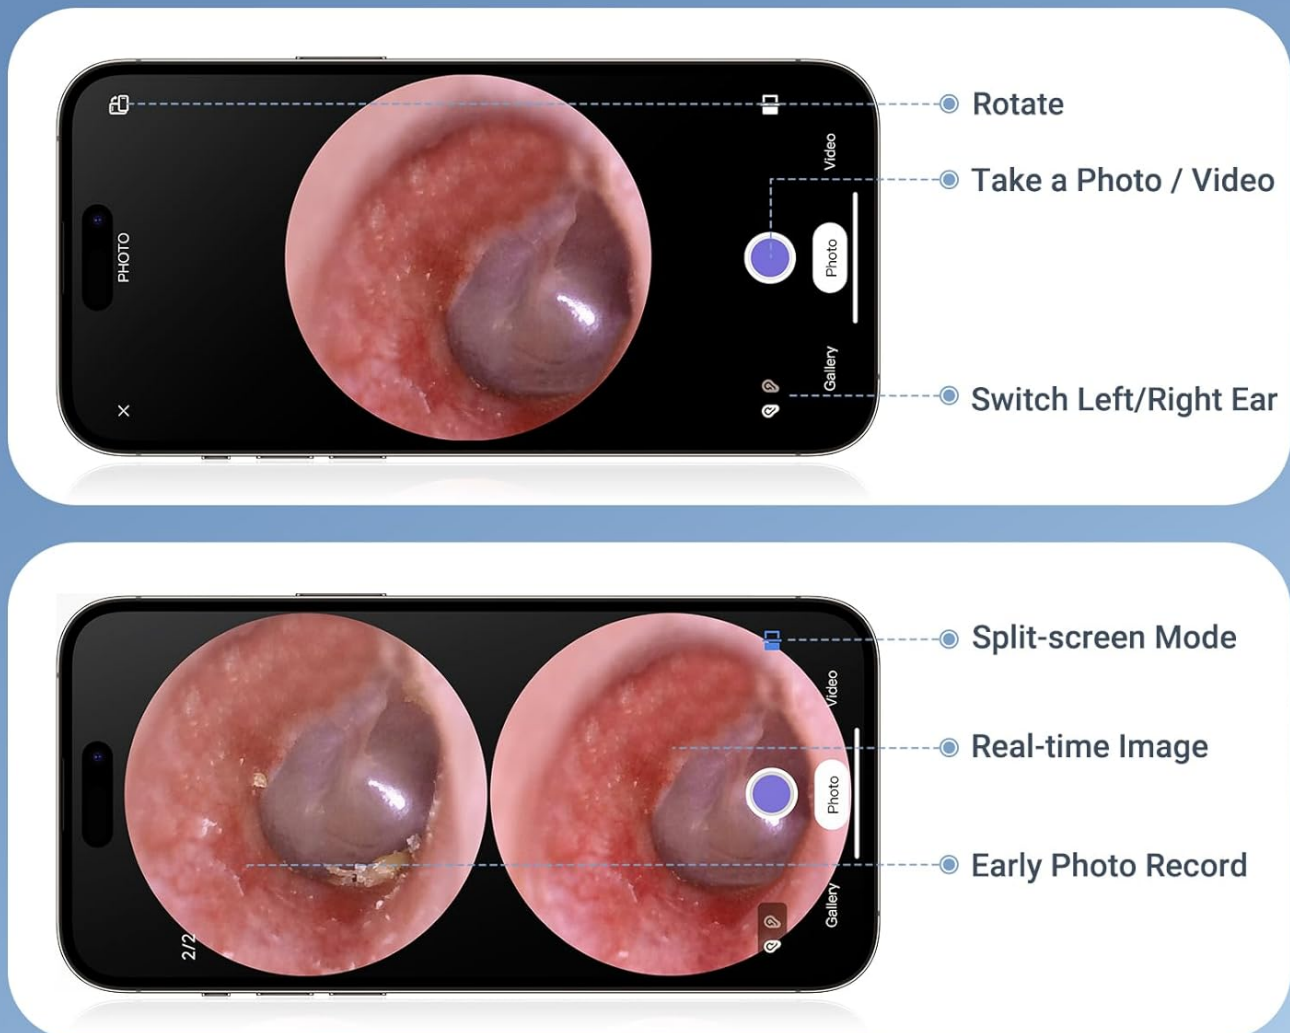 Rotate
Take a Photo / Video
Switch Left/Right Ear
PHOTO
Video
Photo
Gallery
Split-screen Mode
Real-time Image
Early Photo Record
2/2
Video
Photo
Gallery